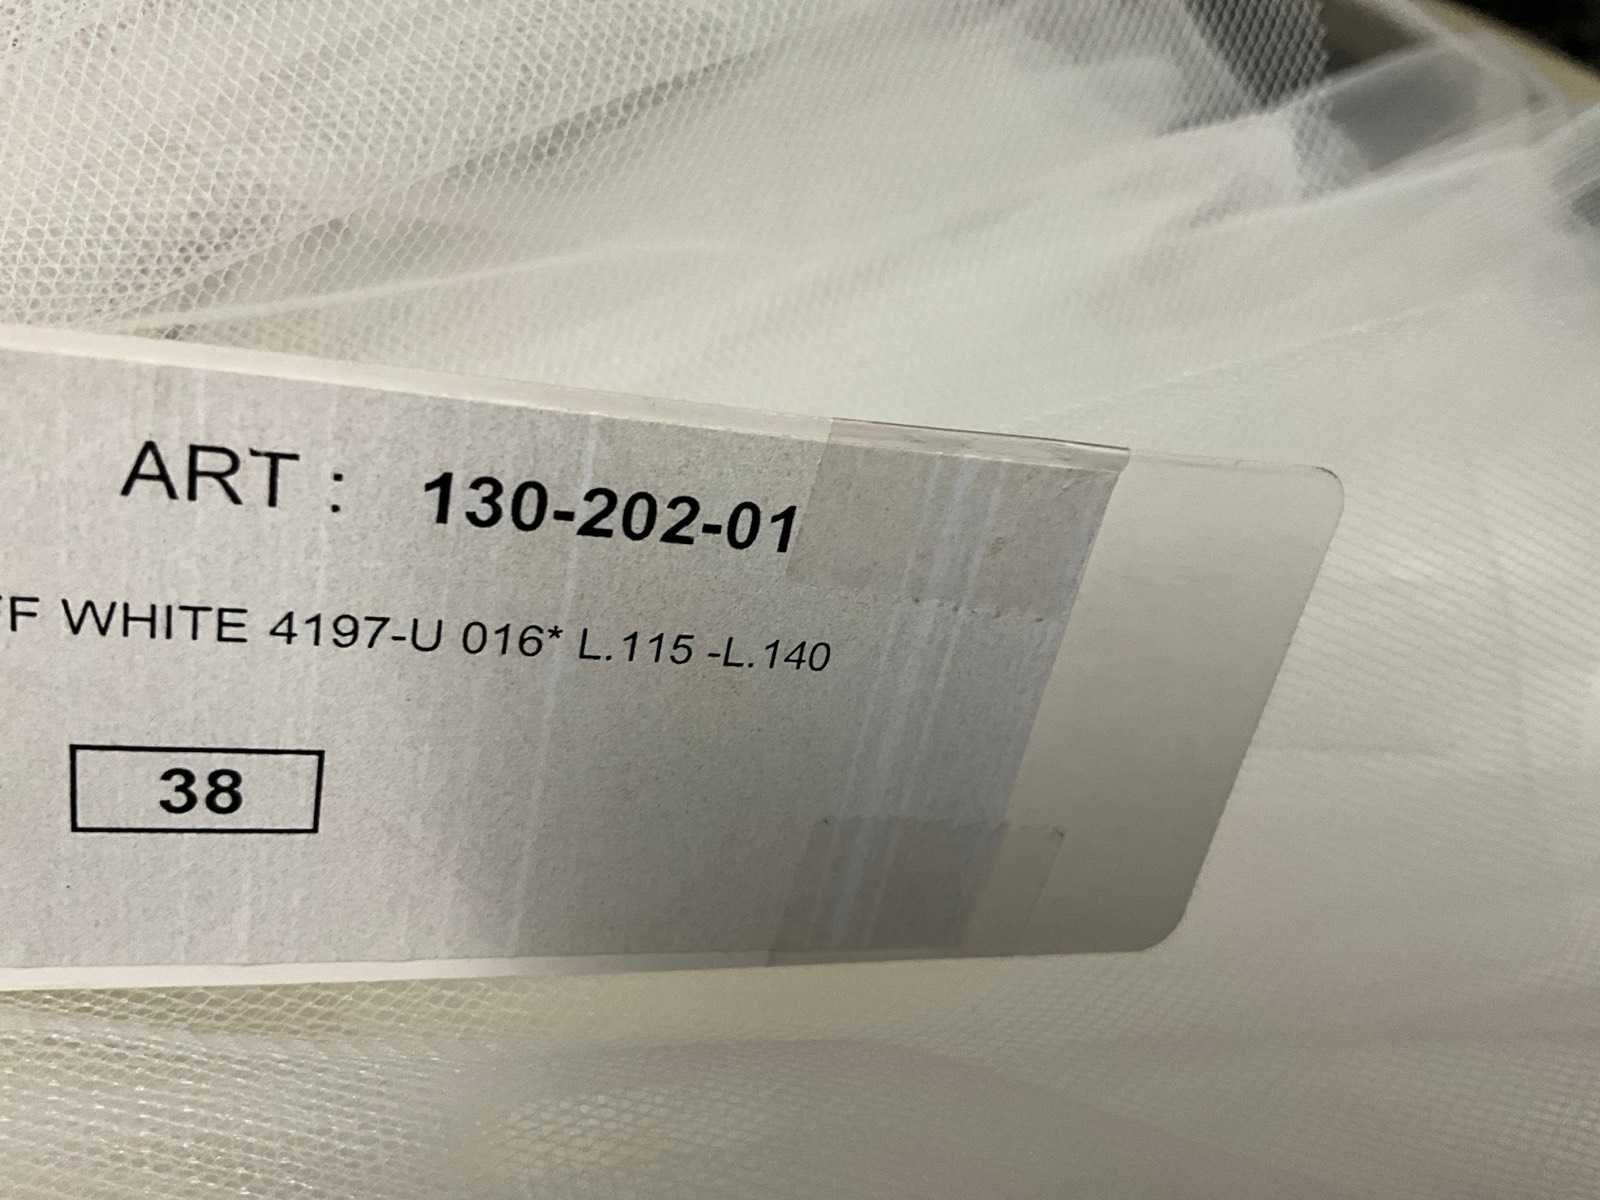 ART : 130-202-01
F WHITE 4197-U 016* L.115 -L.140
38